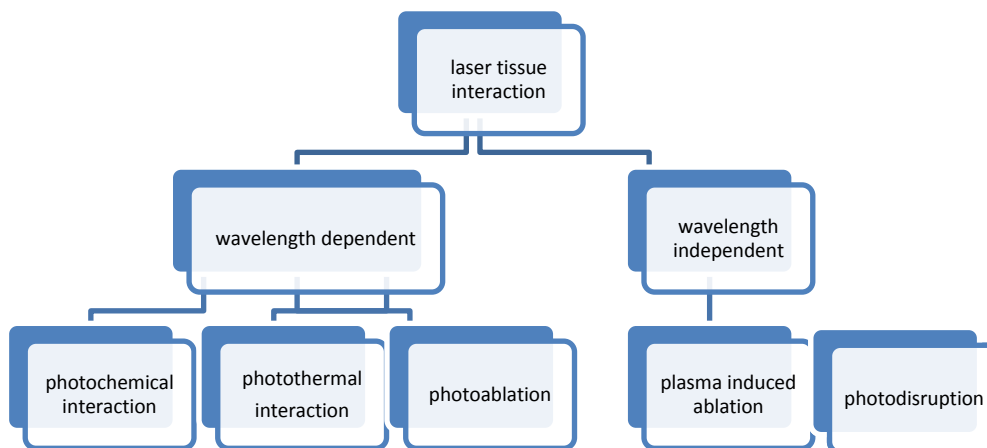 laser tissue
interaction
wavelength dependent
wavelength
independent
photochemical
interaction
photothermal
interaction
photoablation
plasma induced
ablation
photodisruption